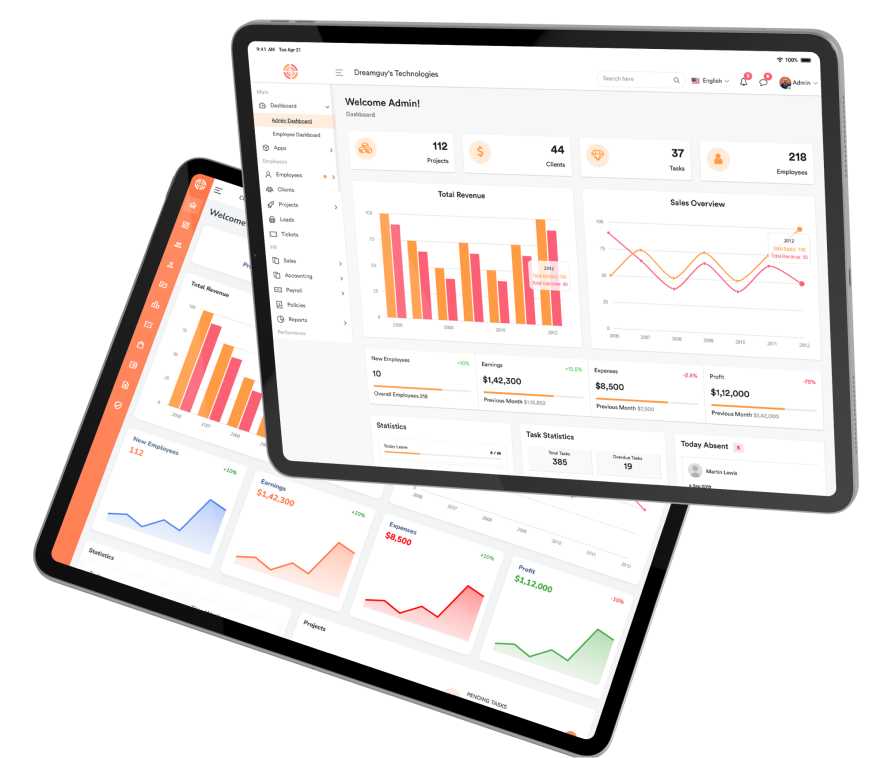 9:41 AM Tue Apr 21
100%
Dreamguy's Technologies
Search here
English
Admin
Main
Dashboard
Admin Dashboard
Employee Dashboard
Apps
Employees
Employees
Clients
Projects
Leads
Tickets
HR
Sales
Accounting
Payroll
Policies
Reports
Performance
Welcome Admin!
Dashboard
112
Projects
44
Clients
37
Tasks
218
Employees
Total Revenue
100
75
50
25
0
2006
2008
2010
2012
2012
Total Income: 100
Total Outcome: 90
Sales Overview
100
75
50
25
0
2006
2007
2008
2009
2010
2011
2012
2012
Total Sales: 100
Total Revenue: 50
New Employees
+10%
10
Overall Employees 218
Earnings
+12.5%
$1,42,300
Previous Month $1,15,852
Expenses
-2.8%
$8,500
Previous Month $7,500
Profit
-75%
$1,12,000
Previous Month $1,42,000
Statistics
Today Leave
4 / 65
Task Statistics
Total Tasks
385
Overdue Tasks
19
Today Absent 5
Martin Lewis
4 Sep 2019
Welcome
Total Revenue
100
75
50
25
0
2006
2007
2008
2006
2007
2008
2009
2010
2011
2012
New Employees
112
+10%
Earnings
$1,42,300
+10%
Expenses
$8,500
+10%
Profit
$1,12,000
-10%
Statistics
Projects
PENDING TASKS